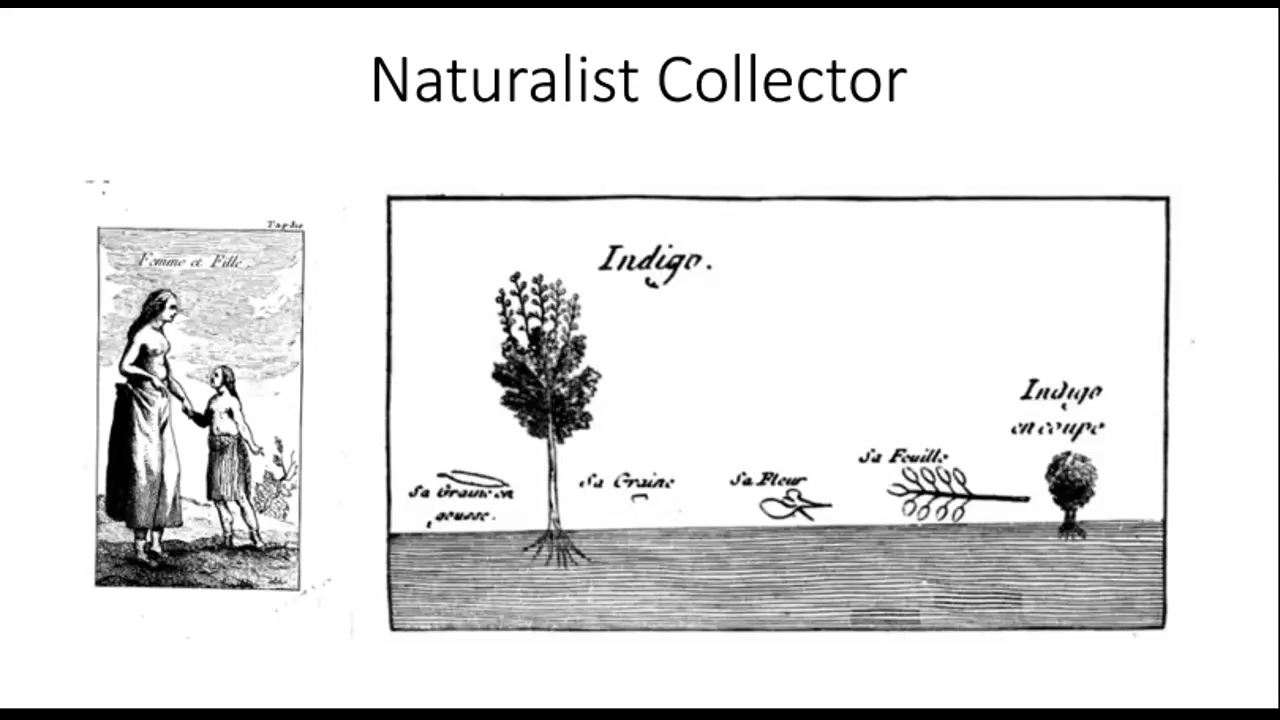 Naturalist Collector
Femme et Fille.
Indigo.
Indigo
en coupe
Sa Feuille
Sa Graine en
gousse.
Sa Graine
Sa Fleur